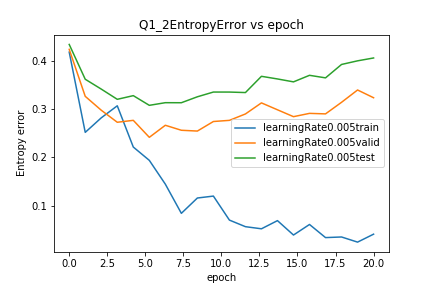 Q1_2EntropyError vs epoch
Entropy error
0.4
0.3
0.2
0.1
learningRate0.005train
learningRate0.005valid
learningRate0.005test
0.0 2.5 5.0 7.5 10.0 12.5 15.0 17.5 20.0
epoch